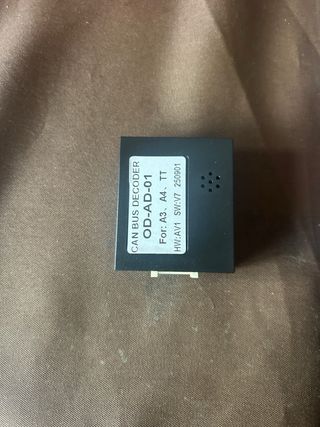 CAN BUS DECODER
OD-AD-01
For: A3、A4、TT
HW:AV1 SW:V7 250901